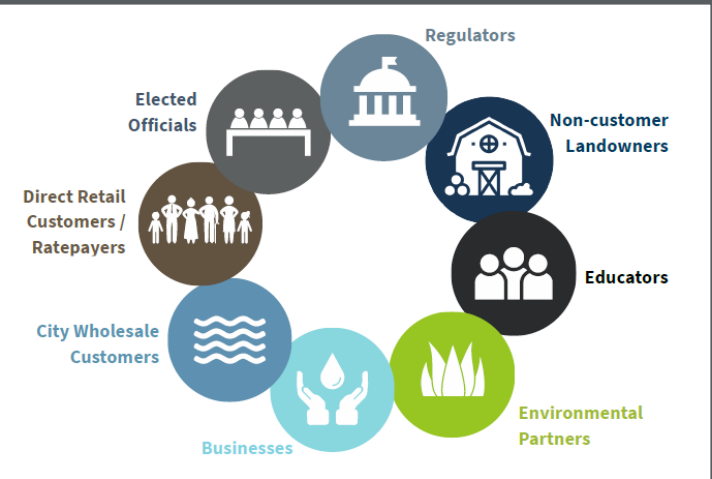 Regulators
Elected
Officials
Non-customer
Landowners
Direct Retail
Customers /
Ratepayers
Educators
City Wholesale
Customers
Environmental
Partners
Businesses